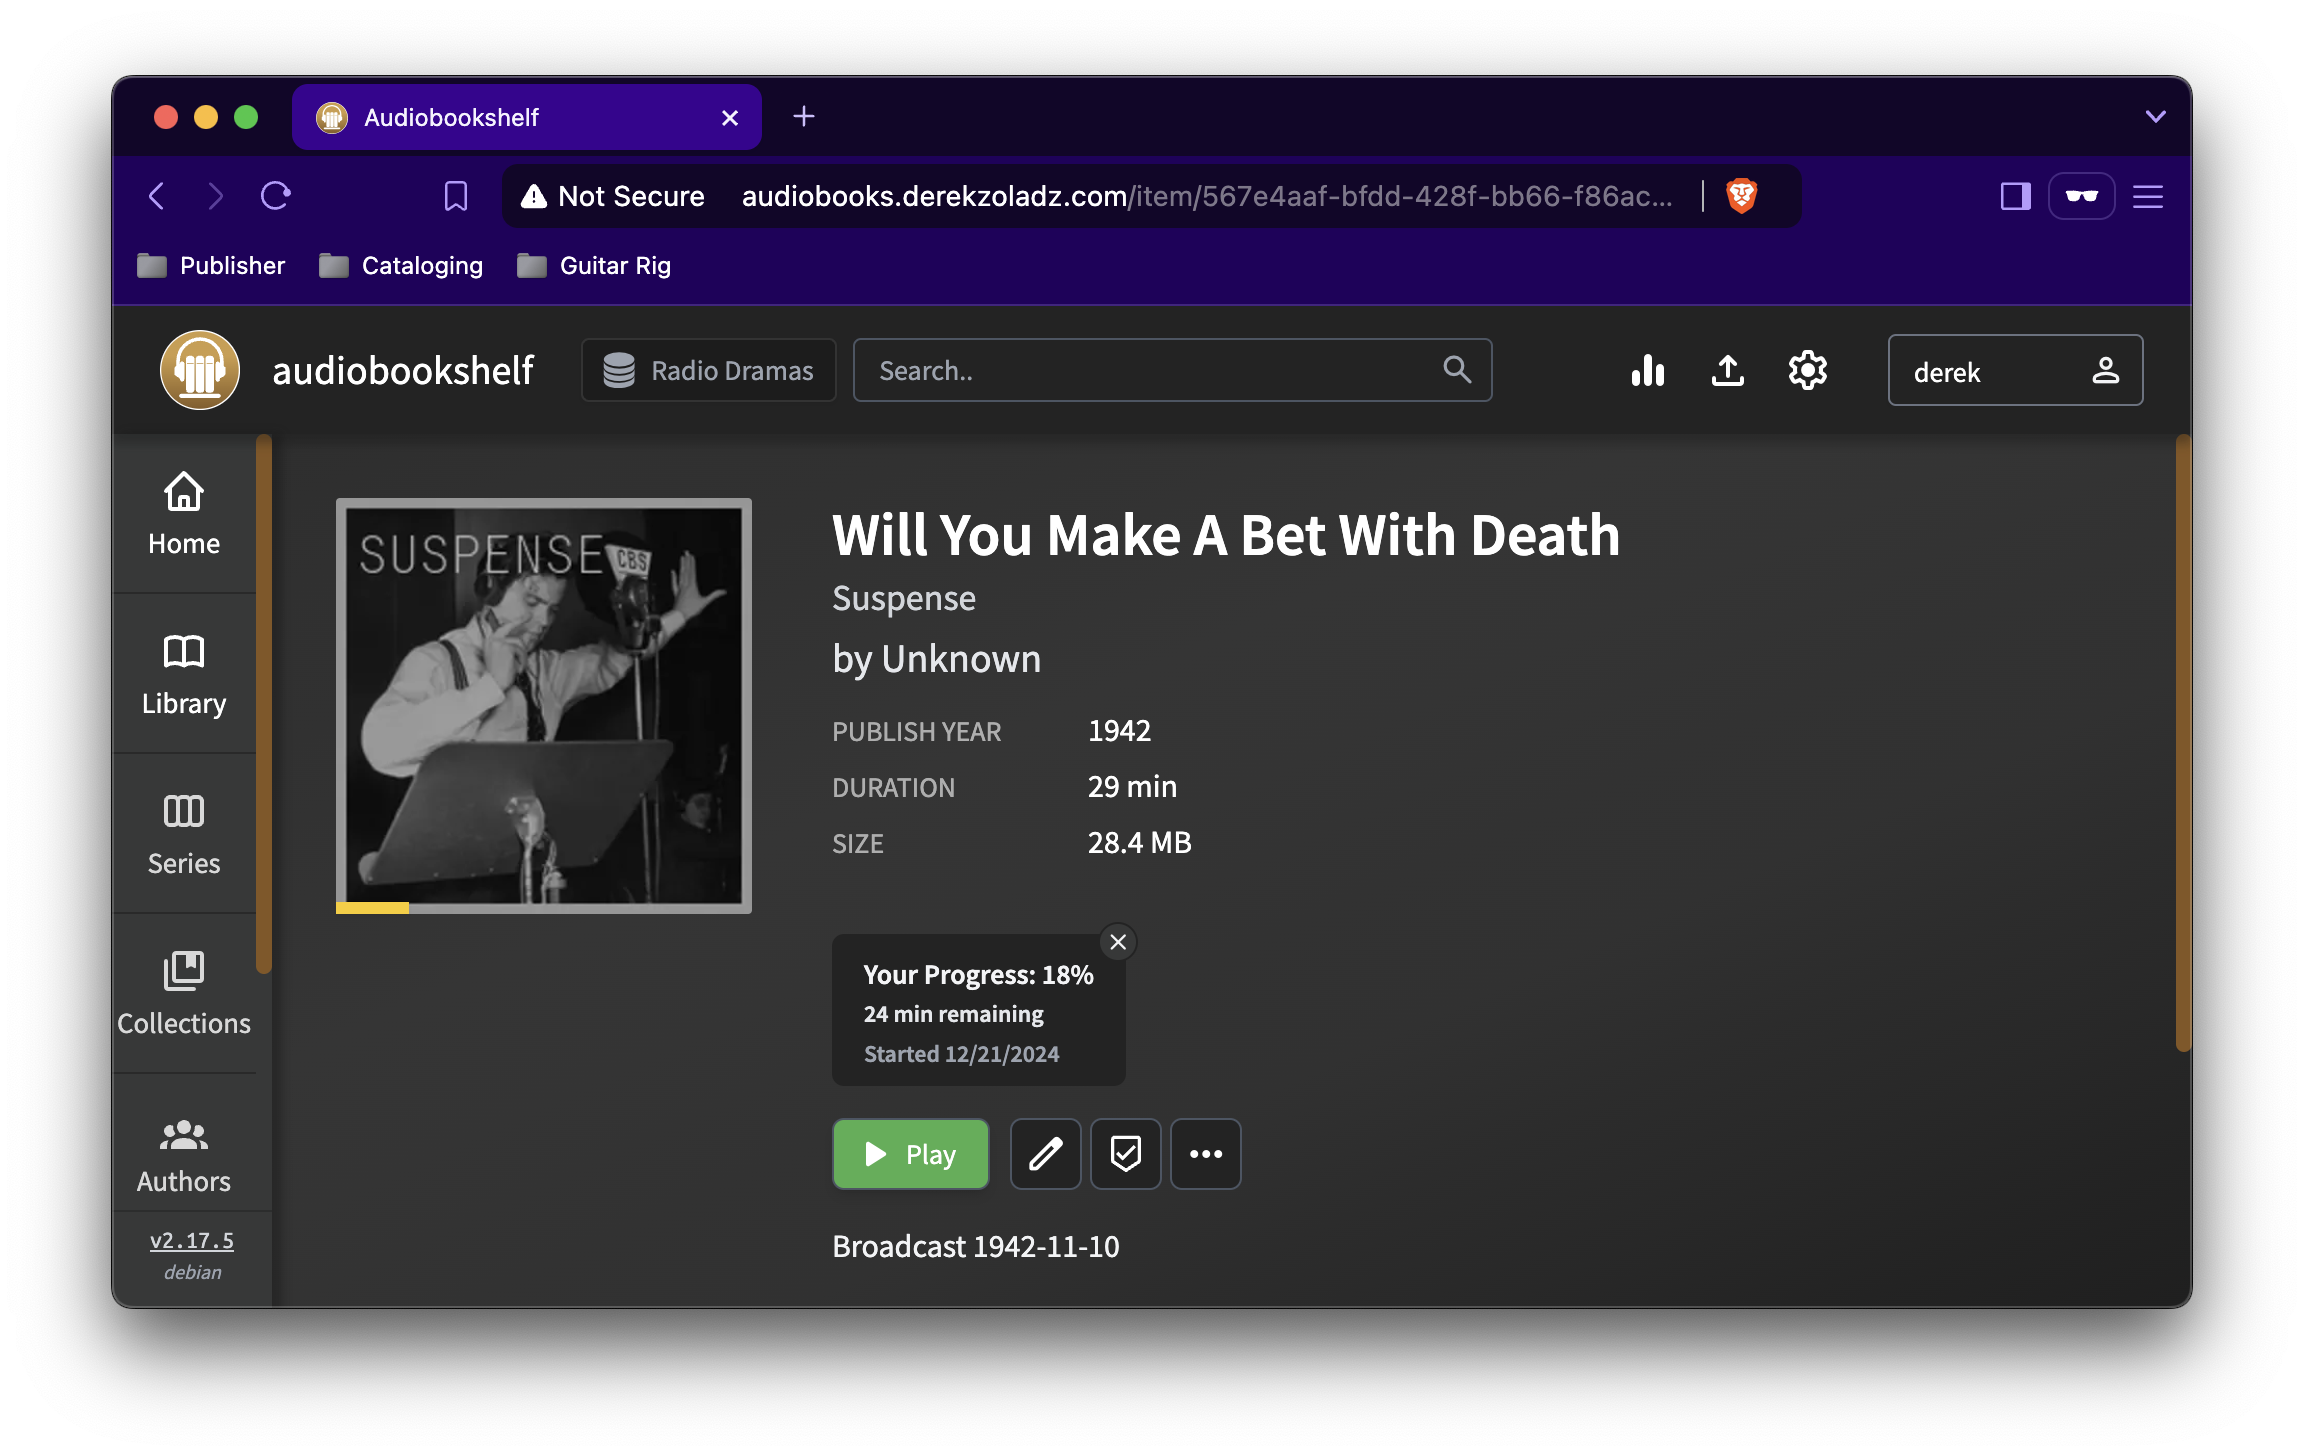 Audiobookshelf
Not Secure audiobooks.derekzoladz.com/item/567e4aaf-bfdd-428f-bb66-f86ac...
Publisher Cataloging Guitar Rig
audiobookshelf Radio Dramas Search.. derek
Home
Library
Series
Collections
Authors
v2.17.5
debian
SUSPENSE
CBS
Will You Make A Bet With Death
Suspense
by Unknown
PUBLISH YEAR 1942
DURATION 29 min
SIZE 28.4 MB
Your Progress: 18%
24 min remaining
Started 12/21/2024
Play
Broadcast 1942-11-10